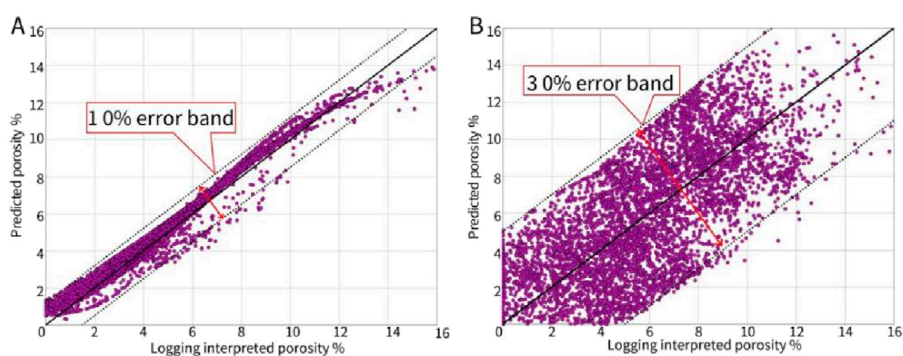 A
16
14
12
10
8
6
4
2
0 2 4 6 8 10 12 14 16
Predicted porosity %
Logging interpreted porosity %
1 0% error band
B
16
14
12
10
8
6
4
2
0 2 4 6 8 10 12 14 16
Predicted porosity %
Logging interpreted porosity %
3 0% error band